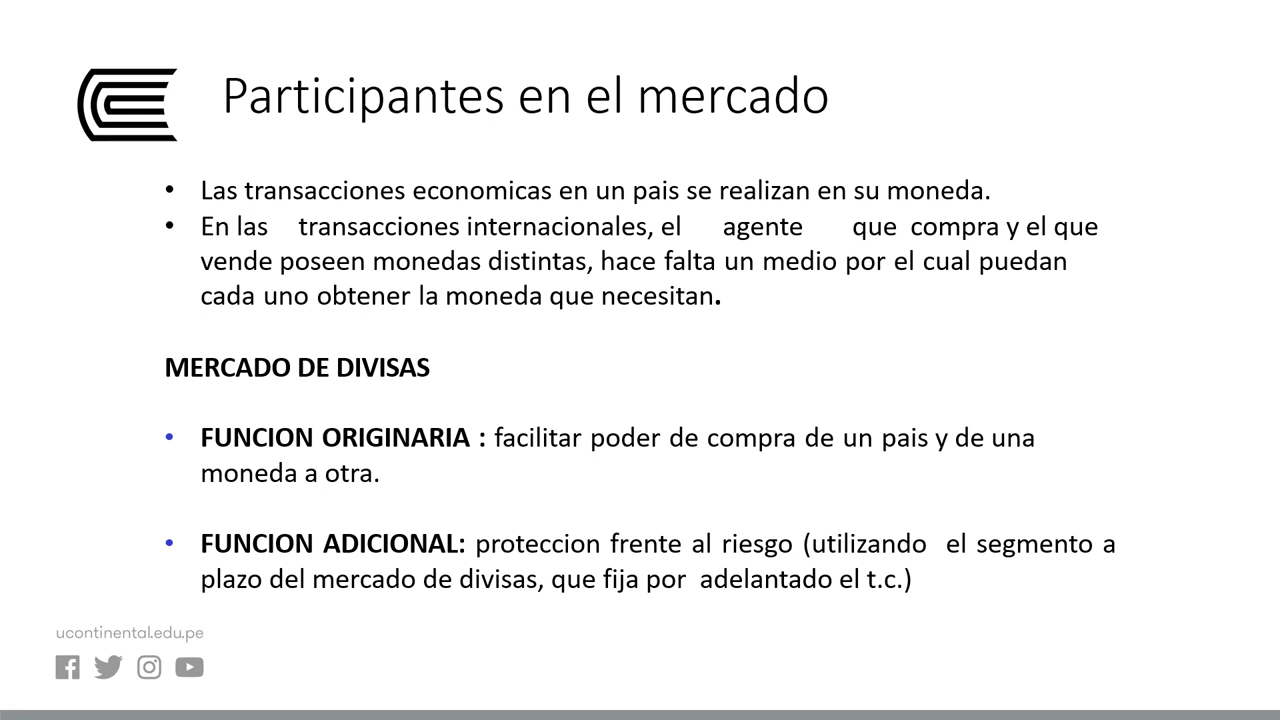 Participantes en el mercado
• Las transacciones economicas en un pais se realizan en su moneda.
• En las transacciones internacionales, el agente que compra y el que
vende poseen monedas distintas, hace falta un medio por el cual puedan
cada uno obtener la moneda que necesitan.
MERCADO DE DIVISAS
• FUNCION ORIGINARIA : facilitar poder de compra de un pais y de una
moneda a otra.
• FUNCION ADICIONAL: proteccion frente al riesgo (utilizando el segmento a
plazo del mercado de divisas, que fija por adelantado el t.c.)
ucontinental.edu.pe